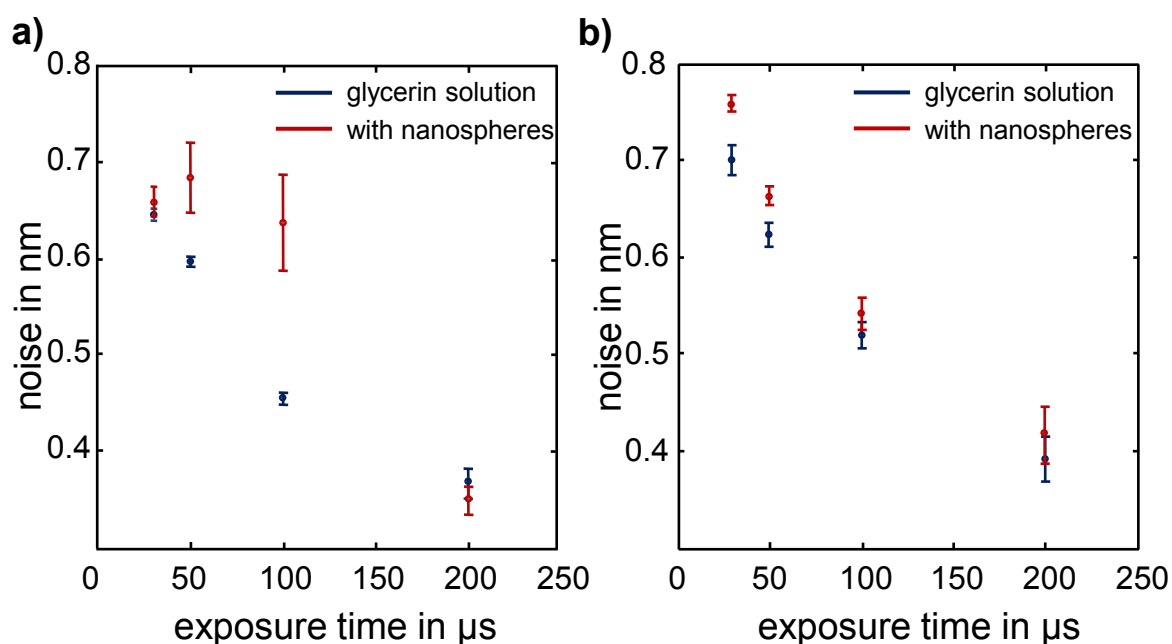 a)
noise in nm
0.8
0.7
0.6
0.5
0.4
glycerin solution
with nanospheres
0 50 100 150 200 250
exposure time in µs
b)
noise in nm
0.8
0.7
0.6
0.5
0.4
glycerin solution
with nanospheres
0 50 100 150 200 250
exposure time in µs